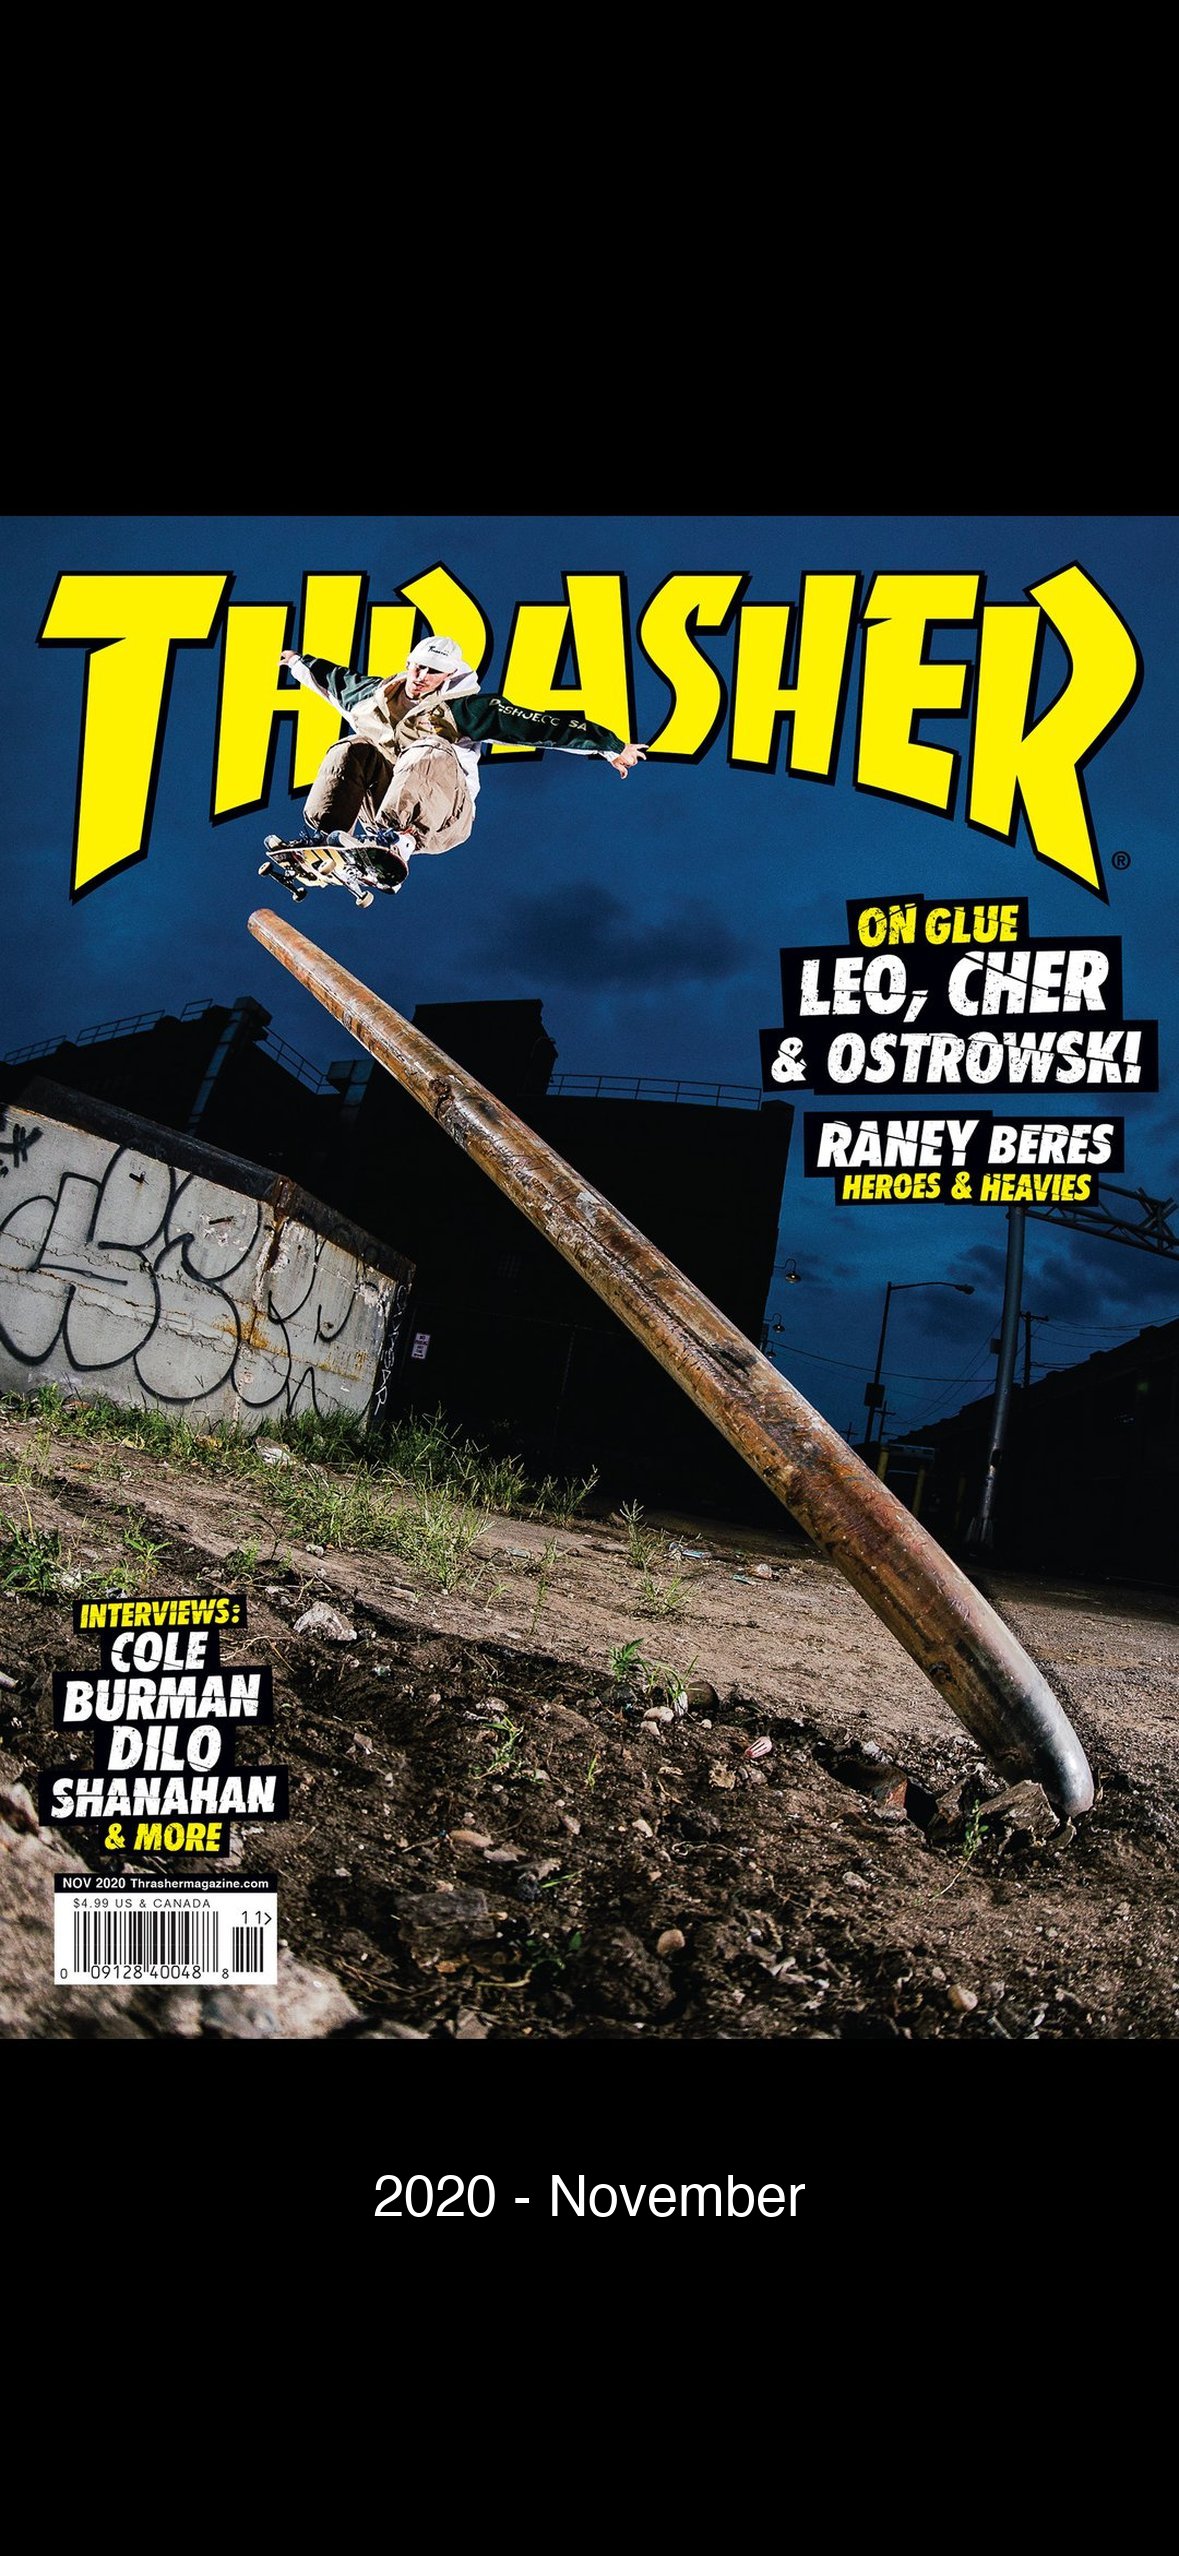 THRASHER®
ON GLUE
LEO, CHER
& OSTROWSKI!
RANEY BERES
HEROES & HEAVIES
INTERVIEWS:
COLE
BURMAN
DILO
SHANAHAN
& MORE
NOV 2020 Thrashermagazine.com
$4.99 US & CANADA
11>
0 09128 40048 8
2020 - November